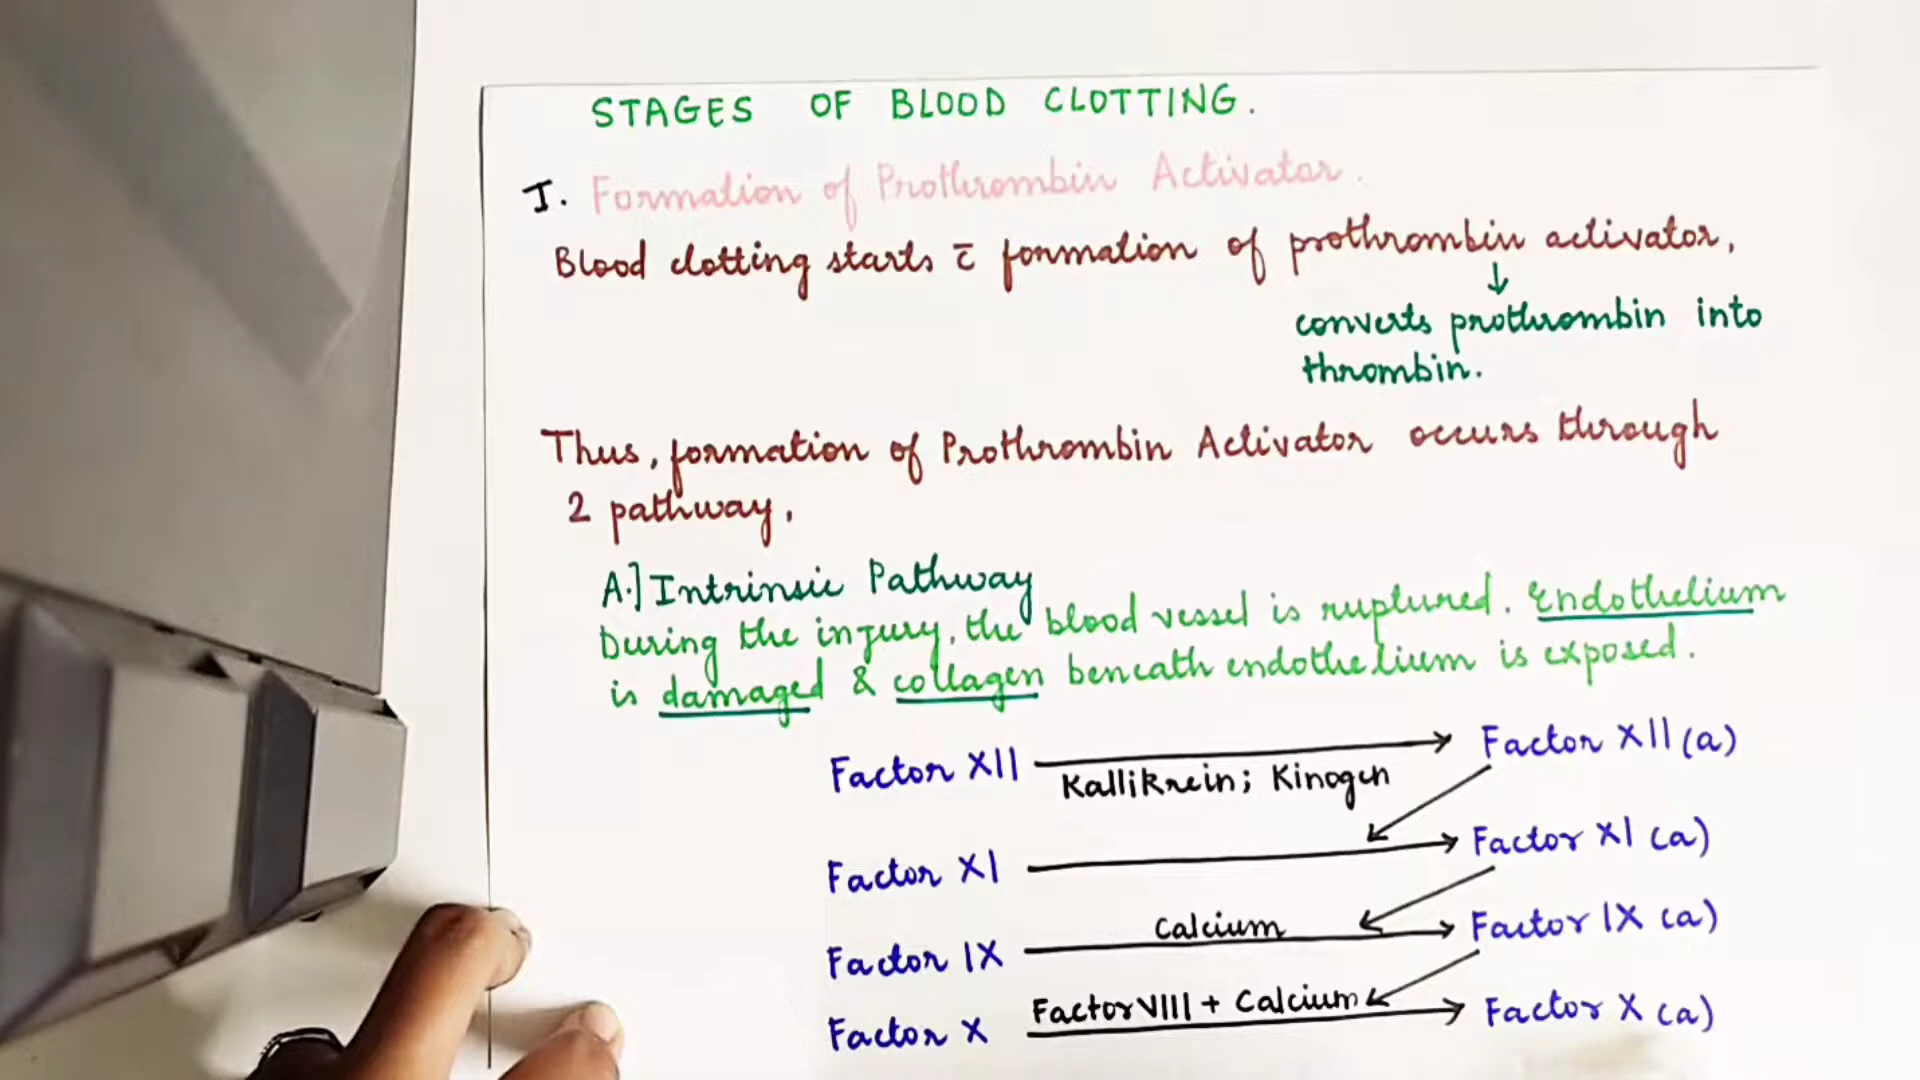 STAGES OF BLOOD CLOTTING.
I. Formation of Prothrombin Activator.
Blood clotting starts c̄ formation of prothrombin activator,
↓
converts prothrombin into
thrombin.
Thus, formation of Prothrombin Activator occurs through
2 pathway,
A.] Intrinsic Pathway
During the injury, the blood vessel is ruptured. Endothelium
is damaged & collagen beneath endothelium is exposed.
Factor XII → Factor XII (a)
Kallikrein; Kinogen
Factor XI → Factor XI (a)
Calcium
Factor IX → Factor IX (a)
Factor VIII + Calcium
Factor X → Factor X (a)